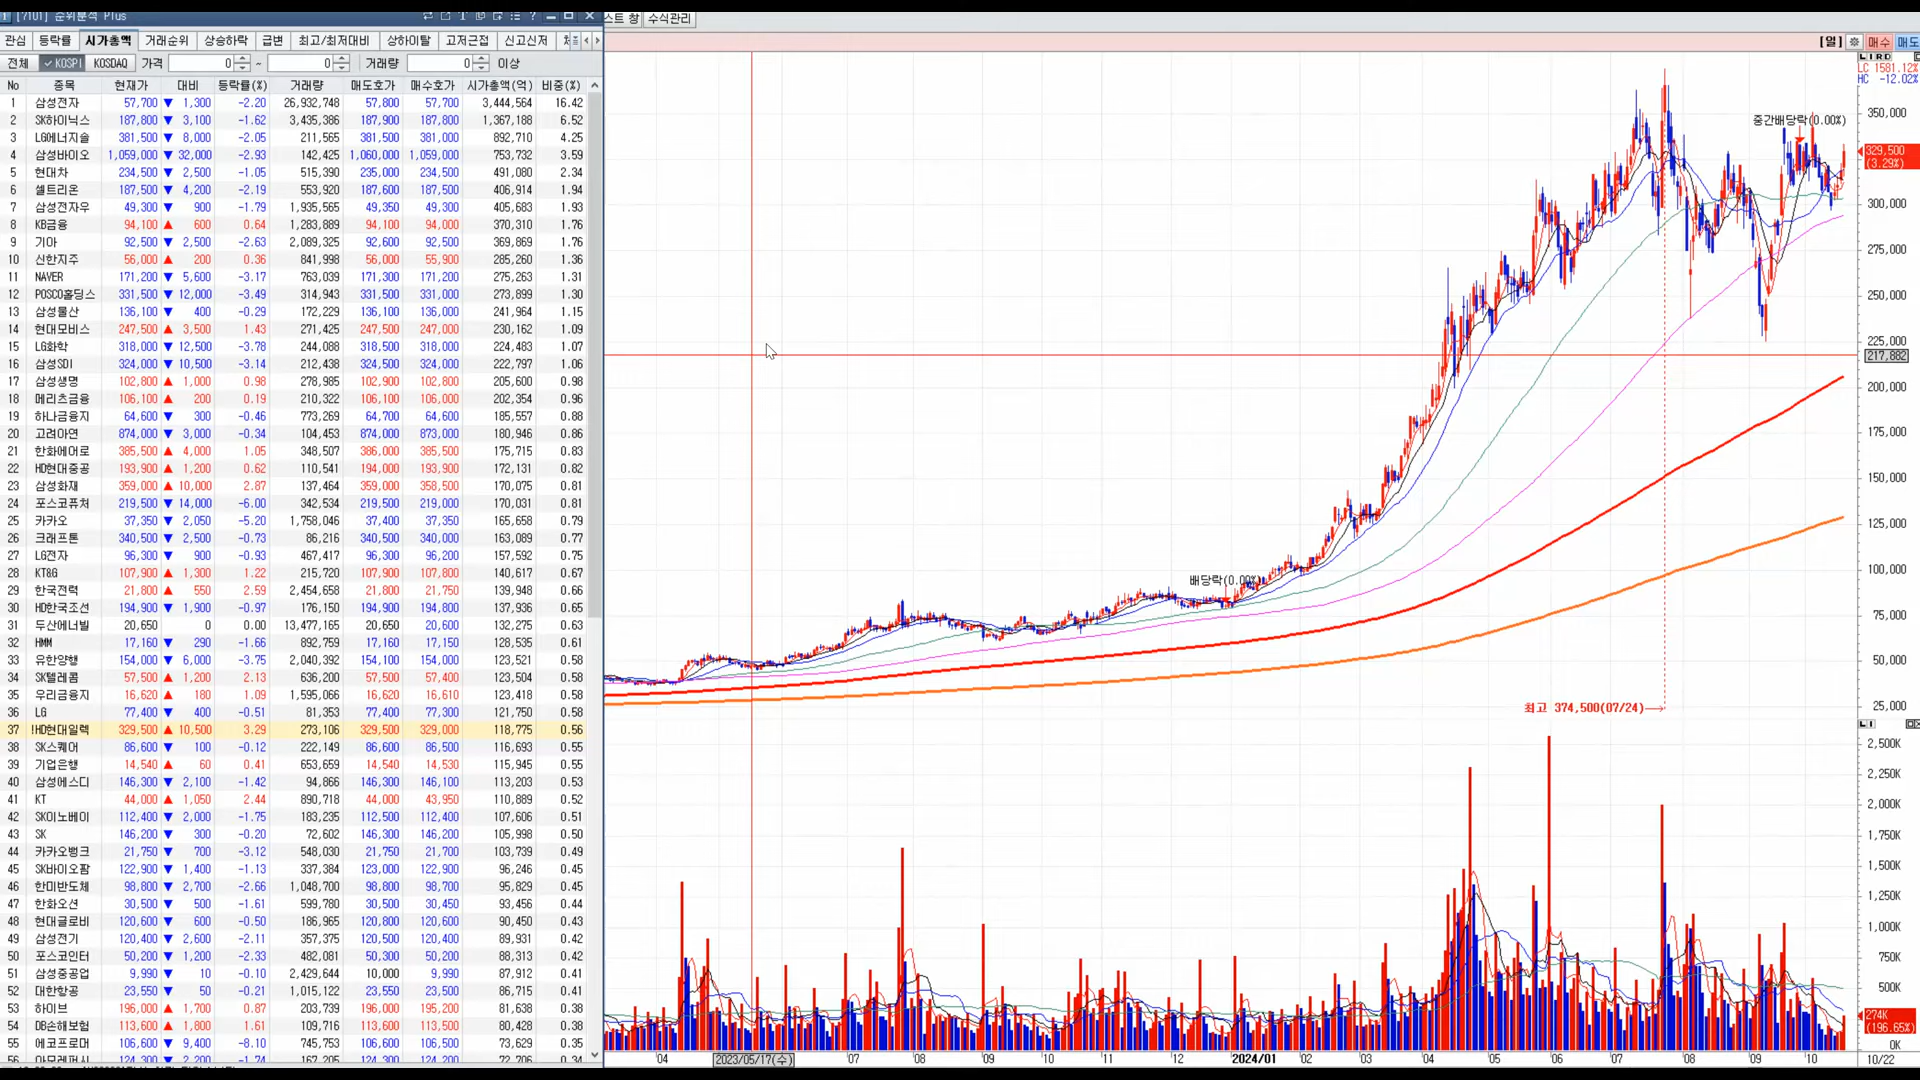 [7101] 순위분석 Plus
스트 창 수식관리
관심 등락률 시가총액 거래순위 상승하락 급변 최고/최저대비 상하이탈 고저근접 신고신저
전체 KOSPI KOSDAQ 가격 0 ~ 0 거래량 0 이상
No 종목 현재가 대비 등락률(%) 거래량 매도호가 매수호가 시가총액(억) 비중(%)
1 삼성전자 57,700 ▼ 1,300 -2.20 26,932,748 57,800 57,700 3,444,564 16.42
2 SK하이닉스 187,800 ▼ 3,100 -1.62 3,435,386 187,900 187,800 1,367,188 6.52
3 LG에너지솔 381,500 ▼ 8,000 -2.05 211,565 381,500 381,000 892,710 4.25
4 삼성바이오 1,059,000 ▼ 32,000 -2.93 142,425 1,060,000 1,059,000 753,732 3.59
5 현대차 234,500 ▼ 2,500 -1.05 515,390 235,000 234,500 491,080 2.34
6 셀트리온 187,500 ▼ 4,200 -2.19 553,920 187,600 187,500 406,914 1.94
7 삼성전자우 49,300 ▼ 900 -1.79 1,935,565 49,350 49,300 405,683 1.93
8 KB금융 94,100 ▲ 600 0.64 1,283,889 94,100 94,000 370,310 1.76
9 기아 92,500 ▼ 2,500 -2.63 2,089,325 92,600 92,500 369,869 1.76
10 신한지주 56,000 ▲ 200 0.36 841,998 56,000 55,900 285,260 1.36
11 NAVER 171,200 ▼ 5,600 -3.17 763,039 171,300 171,200 275,263 1.31
12 POSCO홀딩스 331,500 ▼ 12,000 -3.49 314,943 331,500 331,000 273,899 1.30
13 삼성물산 136,100 ▼ 400 -0.29 172,229 136,100 136,000 241,964 1.15
14 현대모비스 247,500 ▲ 3,500 1.43 271,425 247,500 247,000 230,162 1.09
15 LG화학 318,000 ▼ 12,500 -3.78 244,088 318,500 318,000 224,483 1.07
16 삼성SDI 324,000 ▼ 10,500 -3.14 212,438 324,500 324,000 222,797 1.06
17 삼성생명 102,800 ▲ 1,000 0.98 278,985 102,900 102,800 205,600 0.98
18 메리츠금융 106,100 ▲ 200 0.19 210,322 106,100 106,000 202,354 0.96
19 하나금융지 64,600 ▼ 300 -0.46 773,269 64,700 64,600 185,557 0.88
20 고려아연 874,000 ▼ 3,000 -0.34 104,453 874,000 873,000 180,946 0.86
21 한화에어로 385,500 ▲ 4,000 1.05 348,507 386,000 385,500 175,715 0.83
22 HD현대중공 193,900 ▲ 1,200 0.62 110,541 194,000 193,900 172,131 0.82
23 삼성화재 359,000 ▲ 10,000 2.87 137,464 359,000 358,500 170,075 0.81
24 포스코퓨처 219,500 ▼ 14,000 -6.00 342,534 219,500 219,000 170,031 0.81
25 카카오 37,350 ▼ 2,050 -5.20 1,758,046 37,400 37,350 165,658 0.79
26 크래프톤 340,500 ▼ 2,500 -0.73 86,216 340,500 340,000 163,089 0.77
27 LG전자 96,300 ▼ 900 -0.93 467,417 96,300 96,200 157,592 0.75
28 KT&G 107,900 ▲ 1,300 1.22 215,720 107,900 107,800 140,617 0.67
29 한국전력 21,800 ▲ 550 2.59 2,454,658 21,800 21,750 139,948 0.66
30 HD한국조선 194,900 ▼ 1,900 -0.97 176,150 194,900 194,800 137,936 0.65
31 두산에너빌 20,650 0 0.00 13,477,165 20,650 20,600 132,275 0.63
32 HMM 17,160 ▼ 290 -1.66 892,759 17,160 17,150 128,535 0.61
33 유한양행 154,000 ▼ 6,000 -3.75 2,040,392 154,100 154,000 123,521 0.58
34 SK텔레콤 57,500 ▲ 1,200 2.13 636,200 57,500 57,400 123,504 0.58
35 우리금융지 16,620 ▲ 180 1.09 1,595,066 16,620 16,610 123,418 0.58
36 LG 77,400 ▼ 400 -0.51 81,353 77,400 77,300 121,750 0.58
37 !HD현대일렉 329,500 ▲ 10,500 3.29 273,106 329,500 329,000 118,775 0.56
38 SK스퀘어 86,600 ▼ 100 -0.12 222,149 86,600 86,500 116,693 0.55
39 기업은행 14,540 ▲ 60 0.41 653,659 14,540 14,530 115,945 0.55
40 삼성에스디 146,300 ▼ 2,100 -1.42 94,866 146,300 146,100 113,203 0.53
41 KT 44,000 ▲ 1,050 2.44 890,718 44,000 43,950 110,889 0.52
42 SK이노베이 112,400 ▼ 2,000 -1.75 183,235 112,500 112,400 107,606 0.51
43 SK 146,200 ▼ 300 -0.20 72,602 146,300 146,200 105,998 0.50
44 카카오뱅크 21,750 ▼ 700 -3.12 548,030 21,750 21,700 103,739 0.49
45 SK바이오팜 122,900 ▼ 1,400 -1.13 337,384 123,000 122,900 96,246 0.45
46 한미반도체 98,800 ▼ 2,700 -2.66 1,048,700 98,800 98,700 95,829 0.45
47 한화오션 30,500 ▼ 500 -1.61 599,780 30,500 30,450 93,456 0.44
48 현대글로비 120,600 ▼ 600 -0.50 186,965 120,800 120,600 90,450 0.43
49 삼성전기 120,400 ▼ 2,600 -2.11 357,375 120,500 120,400 89,931 0.42
50 포스코인터 50,200 ▼ 1,200 -2.33 482,081 50,300 50,200 88,313 0.42
51 삼성중공업 9,990 ▼ 10 -0.10 2,429,644 10,000 9,990 87,912 0.41
52 대한항공 23,550 ▼ 50 -0.21 1,015,122 23,550 23,500 86,715 0.41
53 하이브 196,000 ▲ 1,700 0.87 203,739 196,000 195,200 81,638 0.38
54 DB손해보험 113,600 ▲ 1,800 1.61 109,716 113,600 113,500 80,428 0.38
55 에코프로머 106,600 ▼ 9,400 -8.10 745,753 106,600 106,500 73,629 0.35
56 아모레퍼시 124,300 ▼ 2,200 -1.74 167,205 124,300 124,200 72,706 0.34
[일] 매수 매도
LC 1581.12%
HC -12.02%
중간배당락(0.00%)
350,000
329,500
(3.29%)
300,000
275,000
250,000
225,000
217,882
200,000
175,000
150,000
125,000
100,000
배당락(0.00%)
75,000
50,000
25,000
최고 374,500(07/24)→
2,500K
2,250K
2,000K
1,750K
1,500K
1,250K
1,000K
750K
500K
274K
(196.65%)
0K
04 2023/05/17(수) 07 08 09 10 11 12 2024/01 02 03 04 05 06 07 08 09 10 10/22